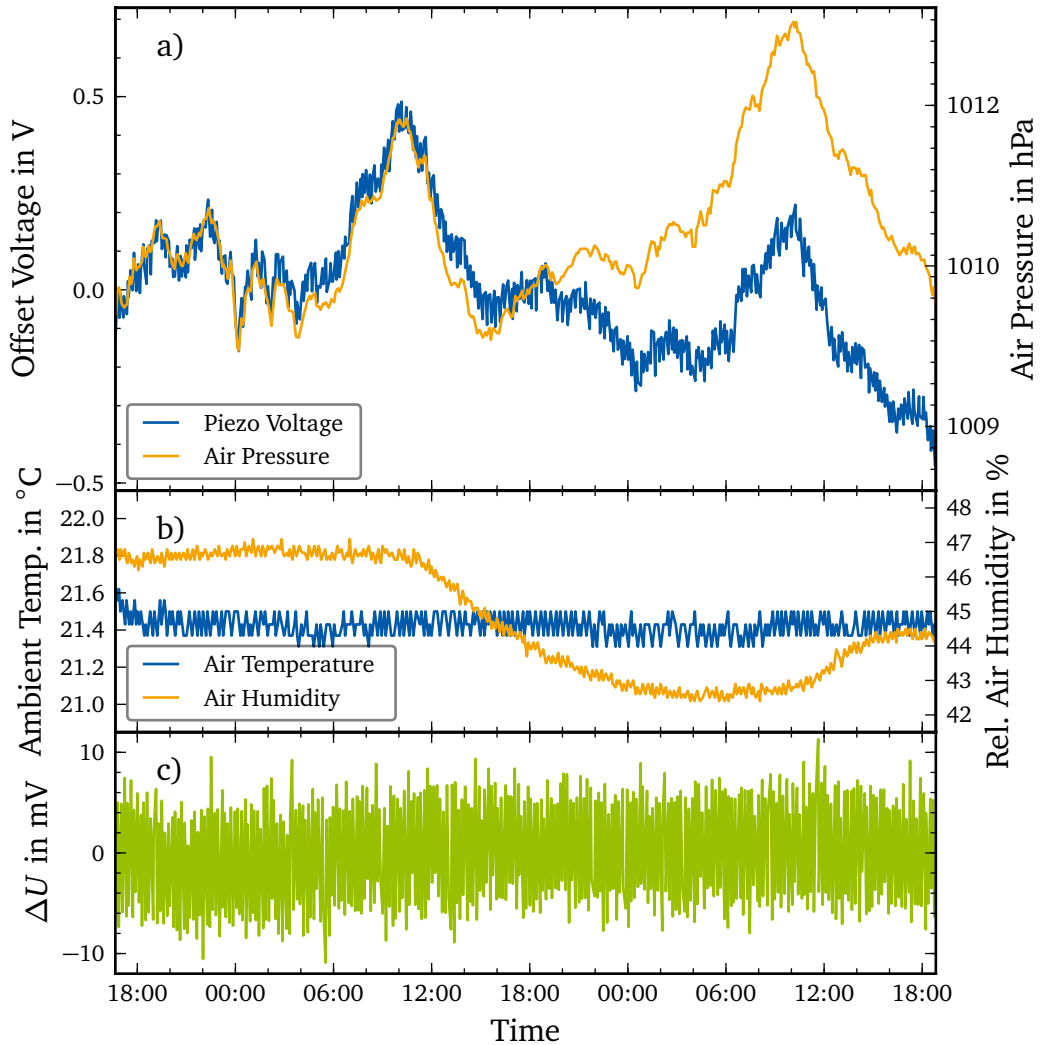 a)
Offset Voltage in V
0.5
0.0
−0.5
1012
1010
1009
Air Pressure in hPa
Piezo Voltage
Air Pressure
b)
Ambient Temp. in °C
22.0
21.8
21.6
21.4
21.2
21.0
48
47
46
45
44
43
42
Rel. Air Humidity in %
Air Temperature
Air Humidity
c)
ΔU in mV
10
0
−10
18:00 00:00 06:00 12:00 18:00 00:00 06:00 12:00 18:00
Time